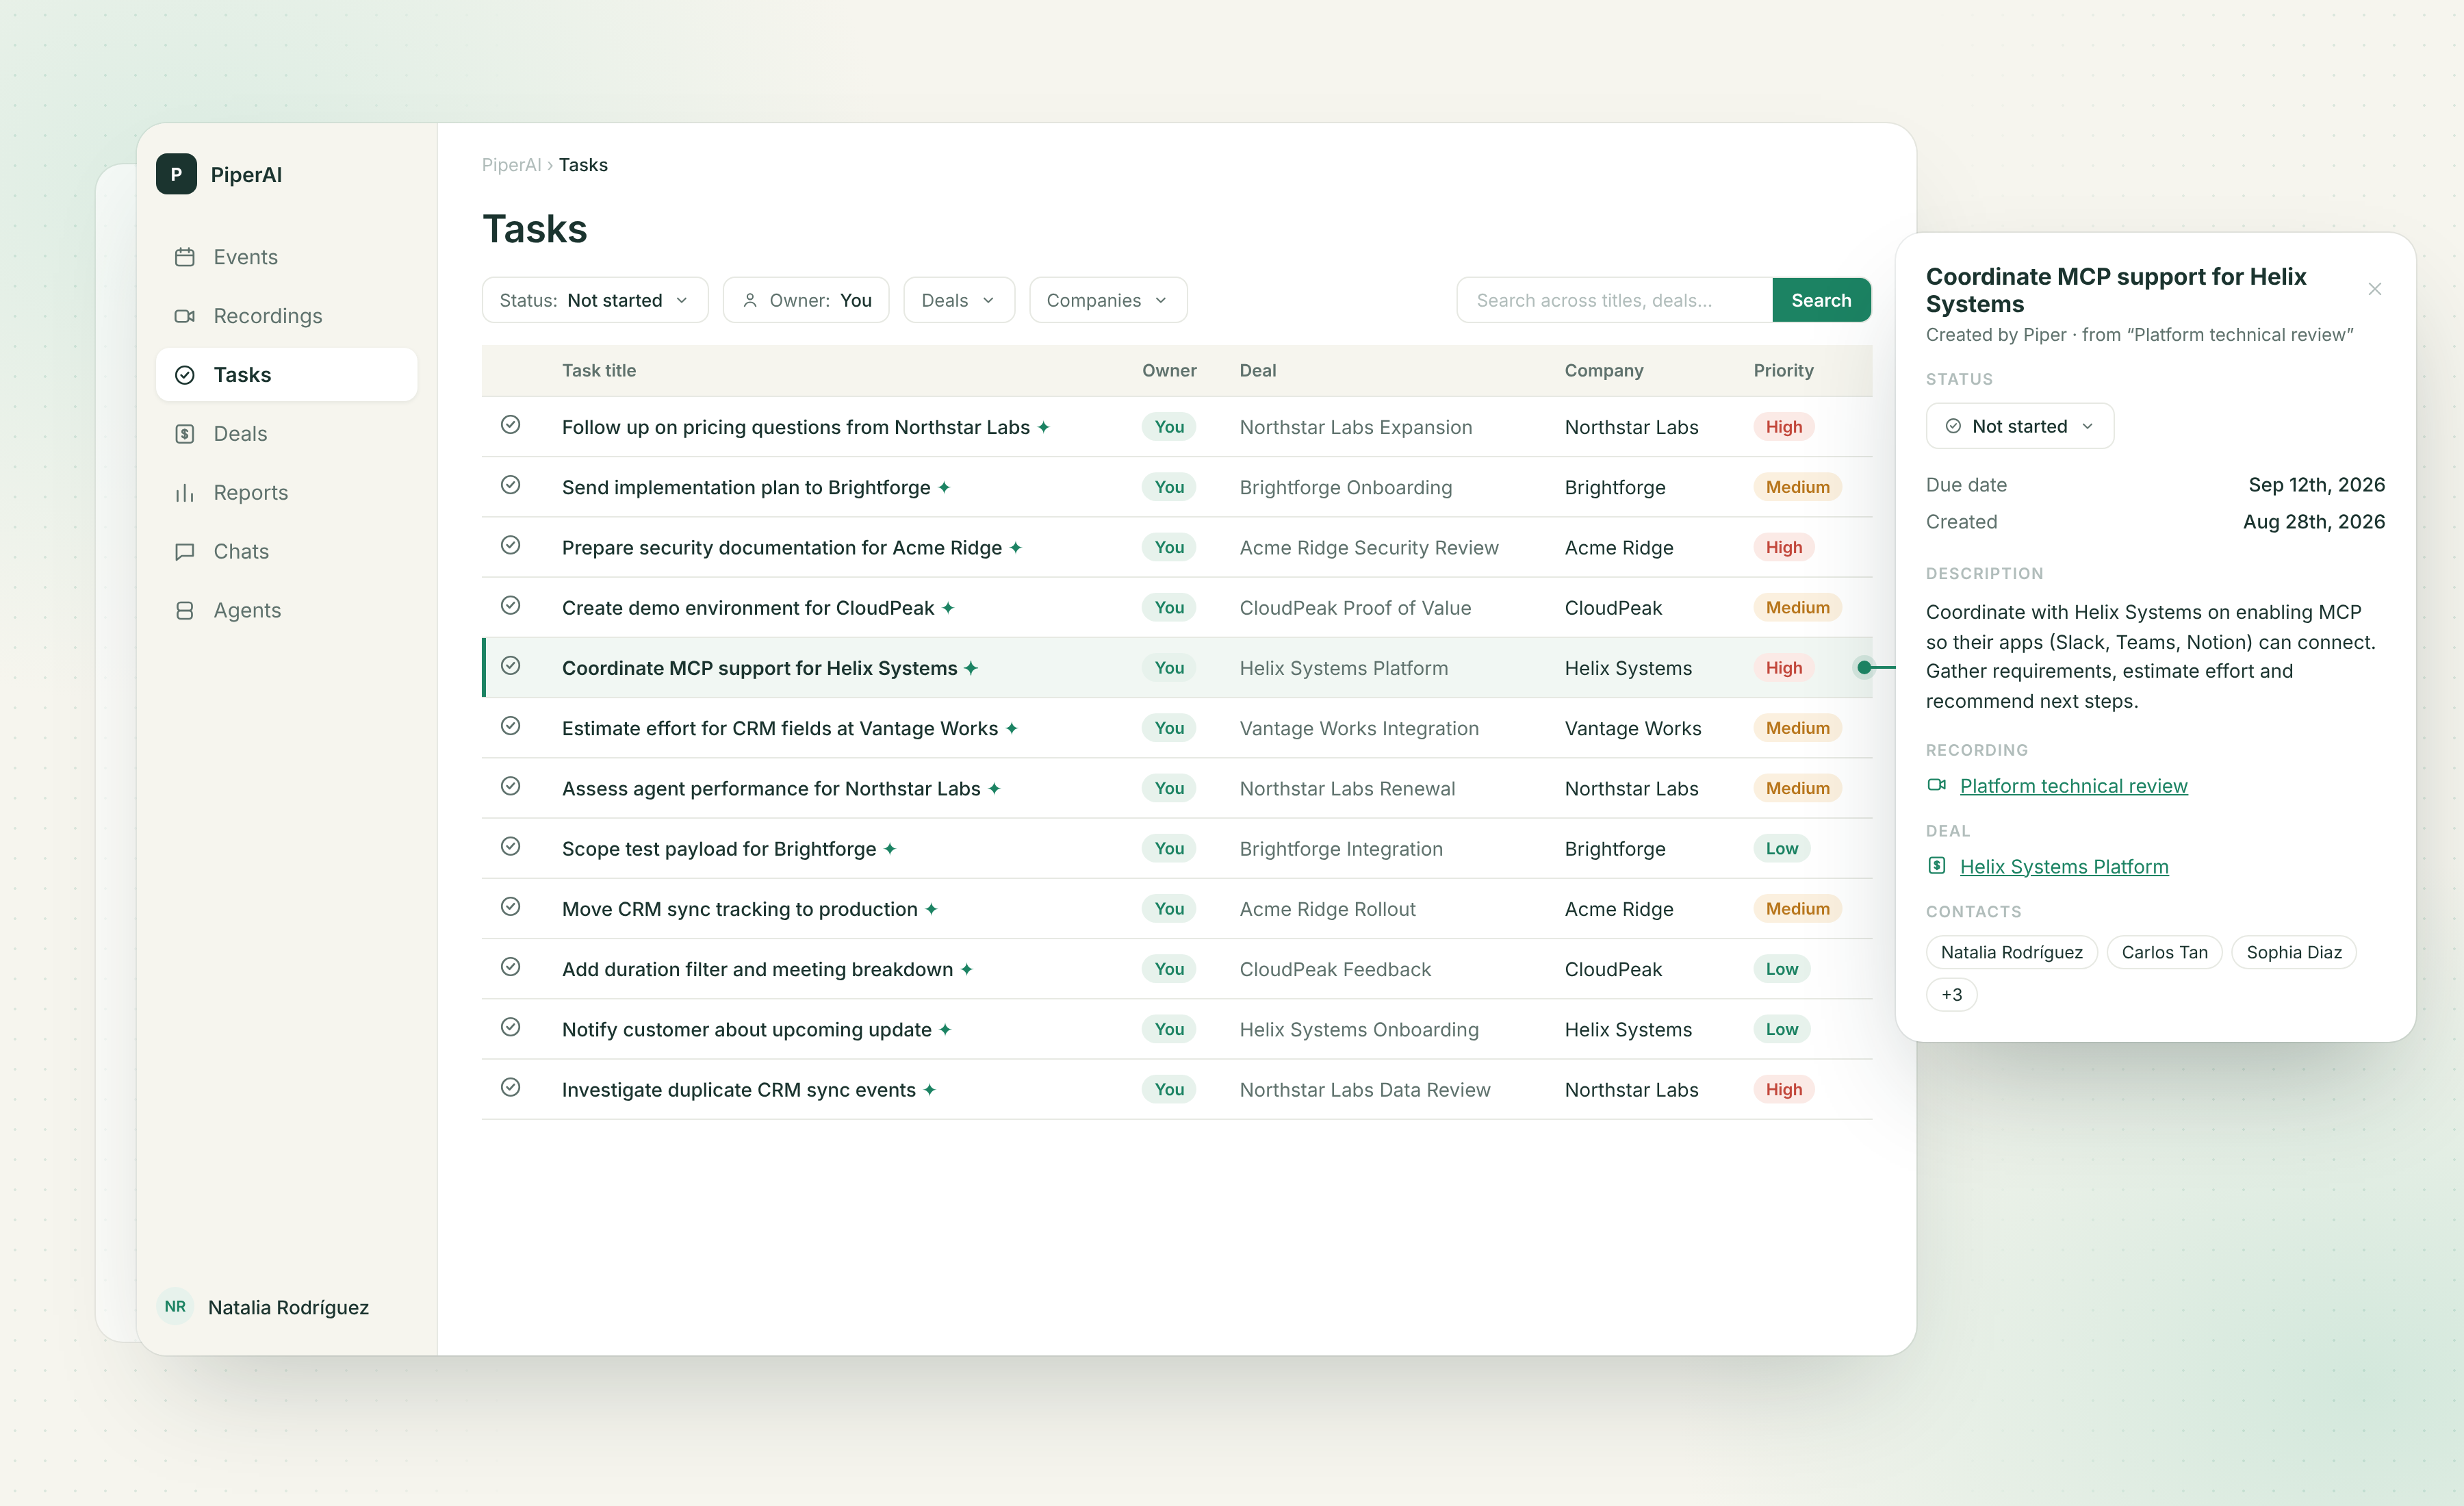 P PiperAI
Events
Recordings
Tasks
Deals
Reports
Chats
Agents
NR Natalia Rodríguez
PiperAI › Tasks
Tasks
Status: Not started Owner: You Deals Companies Search across titles, deals... Search
Task title Owner Deal Company Priority
Follow up on pricing questions from Northstar Labs You Northstar Labs Expansion Northstar Labs High
Send implementation plan to Brightforge You Brightforge Onboarding Brightforge Medium
Prepare security documentation for Acme Ridge You Acme Ridge Security Review Acme Ridge High
Create demo environment for CloudPeak You CloudPeak Proof of Value CloudPeak Medium
Coordinate MCP support for Helix Systems You Helix Systems Platform Helix Systems High
Estimate effort for CRM fields at Vantage Works You Vantage Works Integration Vantage Works Medium
Assess agent performance for Northstar Labs You Northstar Labs Renewal Northstar Labs Medium
Scope test payload for Brightforge You Brightforge Integration Brightforge Low
Move CRM sync tracking to production You Acme Ridge Rollout Acme Ridge Medium
Add duration filter and meeting breakdown You CloudPeak Feedback CloudPeak Low
Notify customer about upcoming update You Helix Systems Onboarding Helix Systems Low
Investigate duplicate CRM sync events You Northstar Labs Data Review Northstar Labs High
Coordinate MCP support for Helix
Systems
Created by Piper · from “Platform technical review”
STATUS
Not started
Due date Sep 12th, 2026
Created Aug 28th, 2026
DESCRIPTION
Coordinate with Helix Systems on enabling MCP
so their apps (Slack, Teams, Notion) can connect.
Gather requirements, estimate effort and
recommend next steps.
RECORDING
Platform technical review
DEAL
Helix Systems Platform
CONTACTS
Natalia Rodríguez Carlos Tan Sophia Diaz
+3